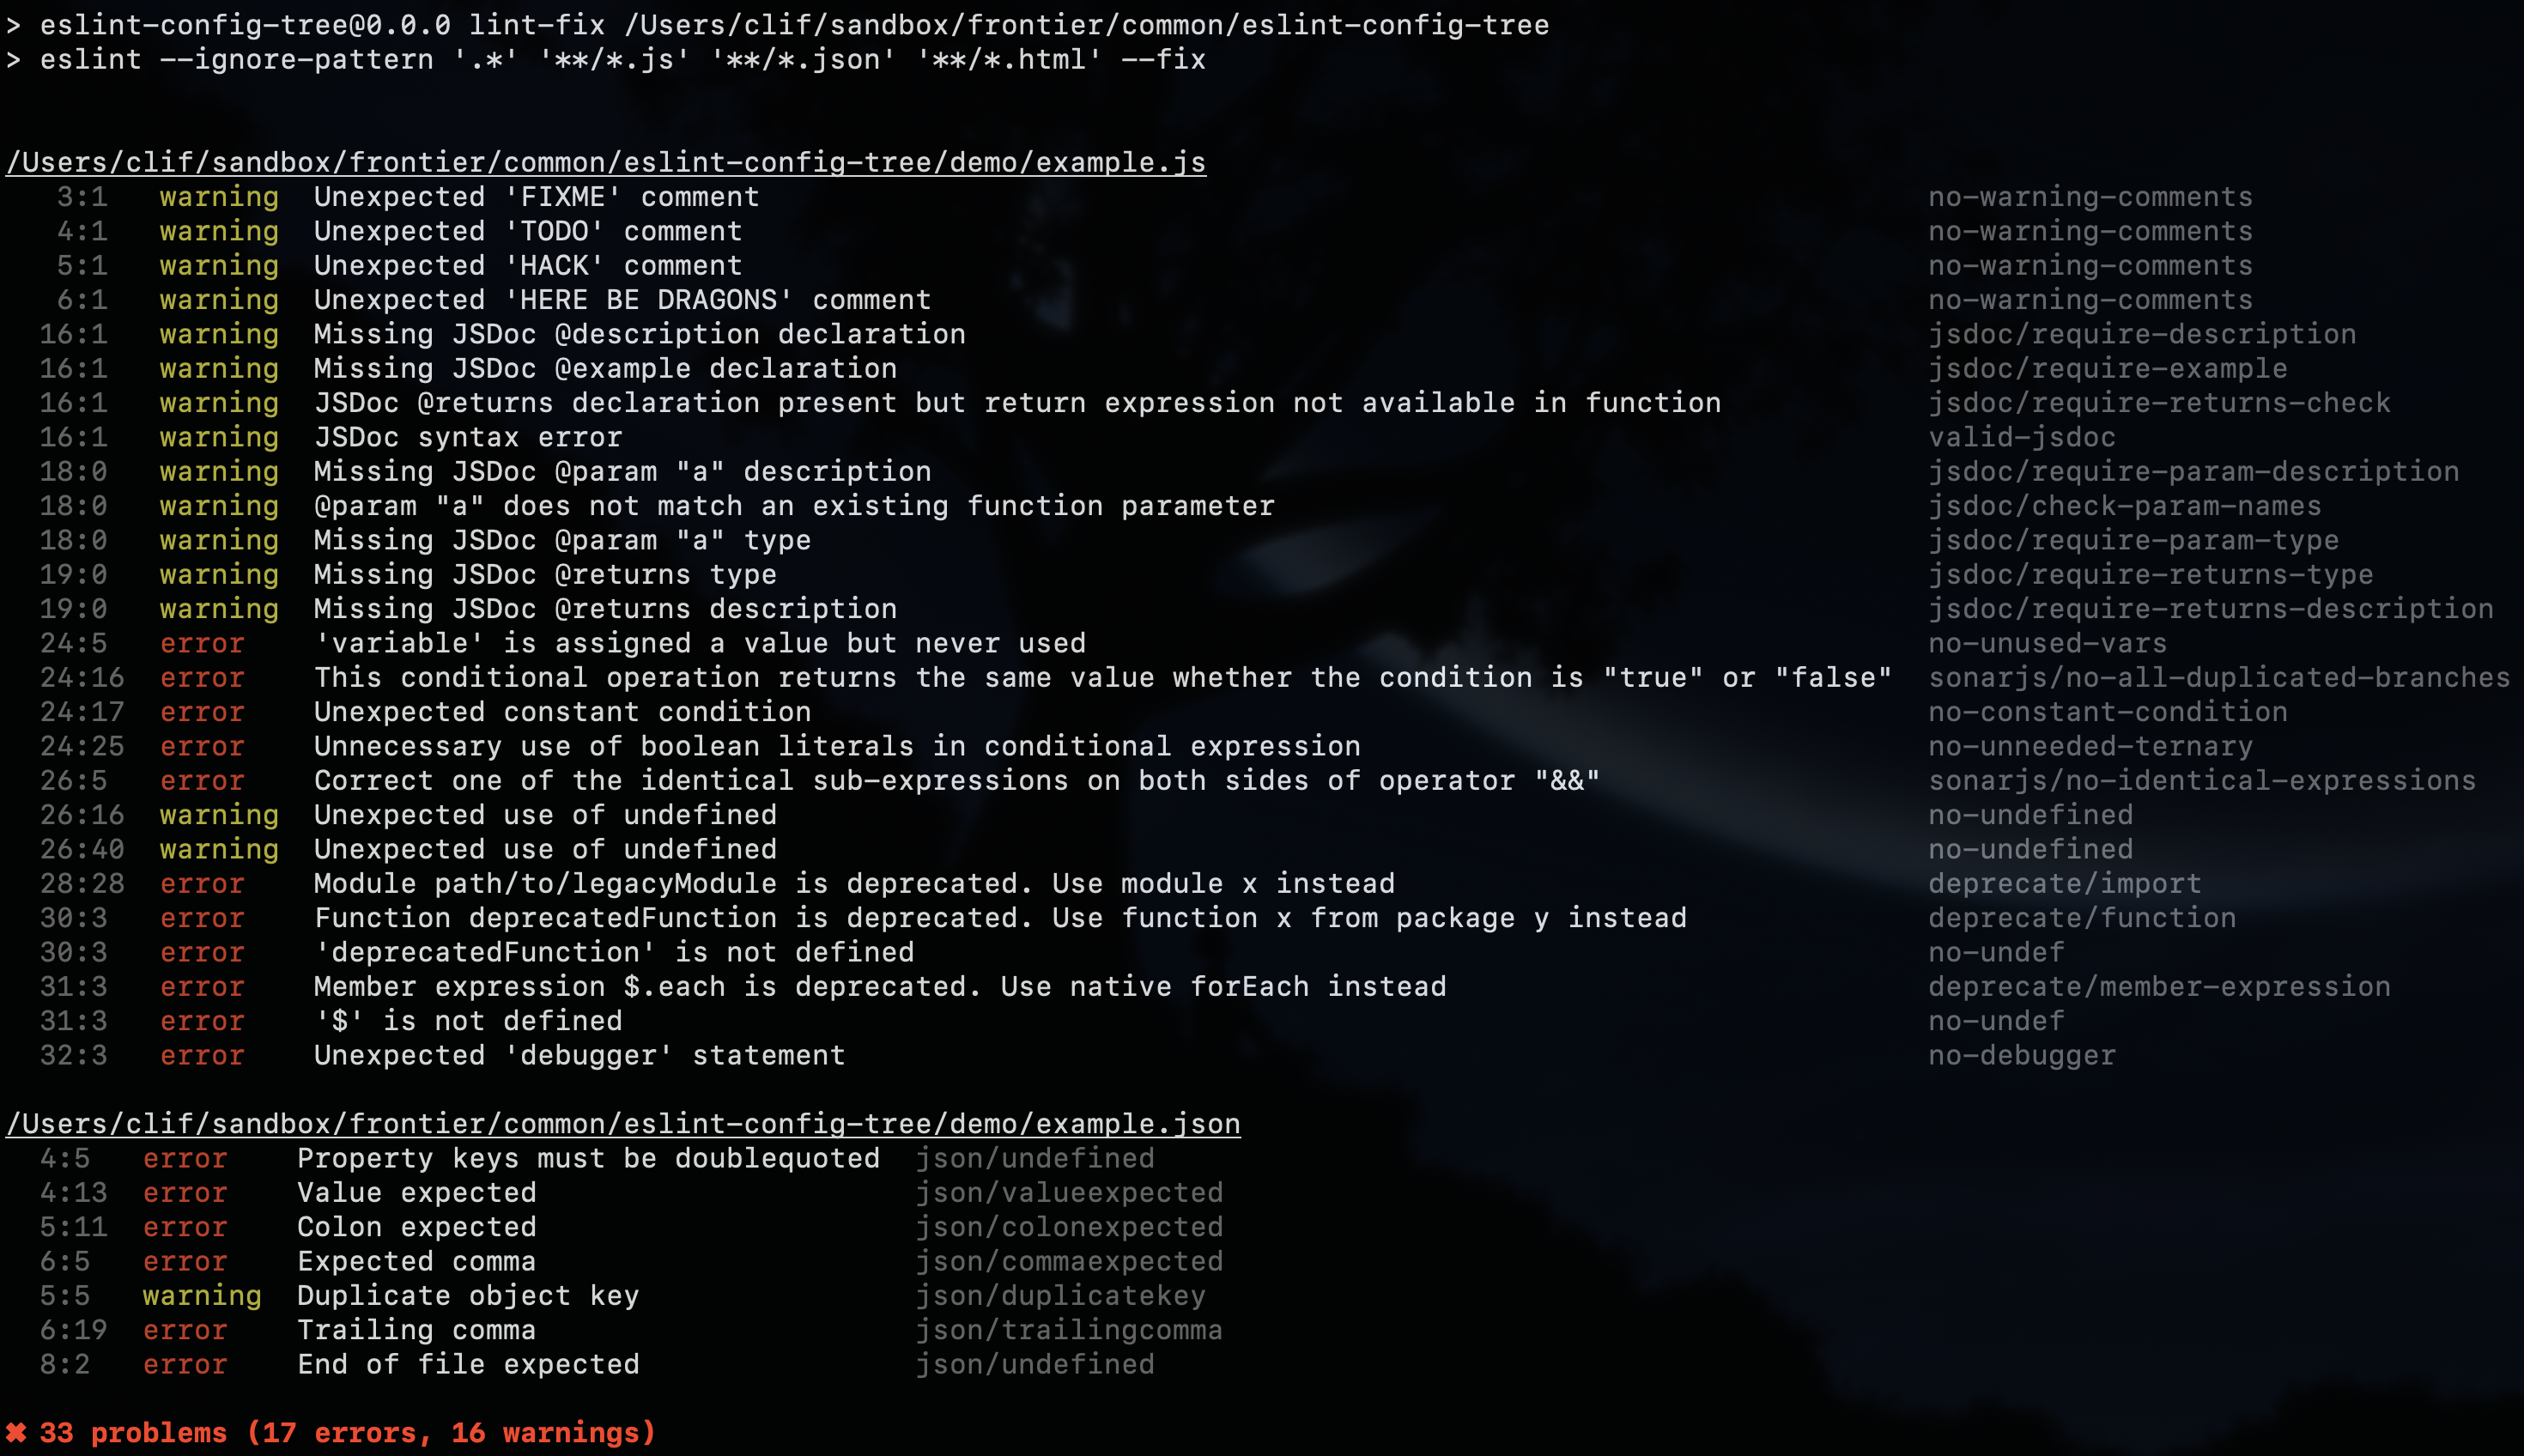 > eslint-config-tree@0.0.0 lint-fix /Users/clif/sandbox/frontier/common/eslint-config-tree
> eslint --ignore-pattern '.*' '**/*.js' '**/*.json' '**/*.html' --fix
/Users/clif/sandbox/frontier/common/eslint-config-tree/demo/example.js
3:1 warning Unexpected 'FIXME' comment no-warning-comments
4:1 warning Unexpected 'TODO' comment no-warning-comments
5:1 warning Unexpected 'HACK' comment no-warning-comments
6:1 warning Unexpected 'HERE BE DRAGONS' comment no-warning-comments
16:1 warning Missing JSDoc @description declaration jsdoc/require-description
16:1 warning Missing JSDoc @example declaration jsdoc/require-example
16:1 warning JSDoc @returns declaration present but return expression not available in function jsdoc/require-returns-check
16:1 warning JSDoc syntax error valid-jsdoc
18:0 warning Missing JSDoc @param "a" description jsdoc/require-param-description
18:0 warning @param "a" does not match an existing function parameter jsdoc/check-param-names
18:0 warning Missing JSDoc @param "a" type jsdoc/require-param-type
19:0 warning Missing JSDoc @returns type jsdoc/require-returns-type
19:0 warning Missing JSDoc @returns description jsdoc/require-returns-description
24:5 error 'variable' is assigned a value but never used no-unused-vars
24:16 error This conditional operation returns the same value whether the condition is "true" or "false" sonarjs/no-all-duplicated-branches
24:17 error Unexpected constant condition no-constant-condition
24:25 error Unnecessary use of boolean literals in conditional expression no-unneeded-ternary
26:5 error Correct one of the identical sub-expressions on both sides of operator "&&" sonarjs/no-identical-expressions
26:16 warning Unexpected use of undefined no-undefined
26:40 warning Unexpected use of undefined no-undefined
28:28 error Module path/to/legacyModule is deprecated. Use module x instead deprecate/import
30:3 error Function deprecatedFunction is deprecated. Use function x from package y instead deprecate/function
30:3 error 'deprecatedFunction' is not defined no-undef
31:3 error Member expression $.each is deprecated. Use native forEach instead deprecate/member-expression
31:3 error '$' is not defined no-undef
32:3 error Unexpected 'debugger' statement no-debugger
/Users/clif/sandbox/frontier/common/eslint-config-tree/demo/example.json
4:5 error Property keys must be doublequoted json/undefined
4:13 error Value expected json/valueexpected
5:11 error Colon expected json/colonexpected
6:5 error Expected comma json/commaexpected
5:5 warning Duplicate object key json/duplicatekey
6:19 error Trailing comma json/trailingcomma
8:2 error End of file expected json/undefined
✖ 33 problems (17 errors, 16 warnings)